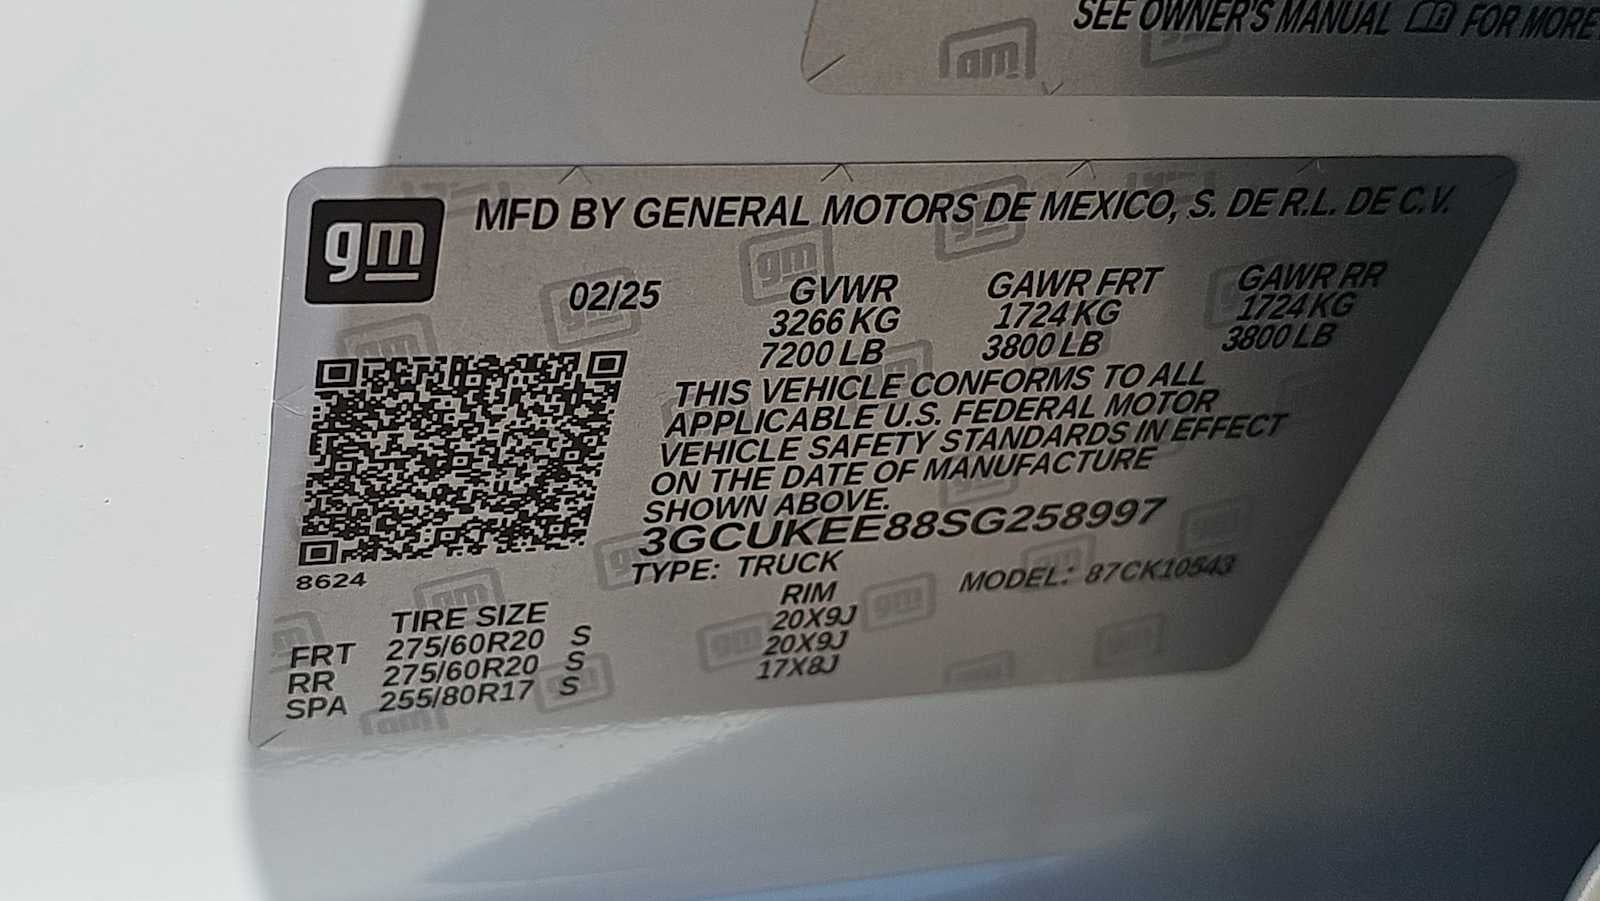 SEE OWNER'S MANUAL FOR MORE
gm
gm MFD BY GENERAL MOTORS DE MEXICO, S. DE R.L. DE C.V.
02/25 GVWR GAWR FRT GAWR RR
3266 KG 1724 KG 1724 KG
7200 LB 3800 LB 3800 LB
THIS VEHICLE CONFORMS TO ALL
APPLICABLE U.S. FEDERAL MOTOR
VEHICLE SAFETY STANDARDS IN EFFECT
ON THE DATE OF MANUFACTURE
SHOWN ABOVE.
3GCUKEE88SG258997
8624 TYPE: TRUCK MODEL: 87CK10543
TIRE SIZE RIM
FRT 275/60R20 S 20X9J
RR 275/60R20 S 20X9J
SPA 255/80R17 S 17X8J